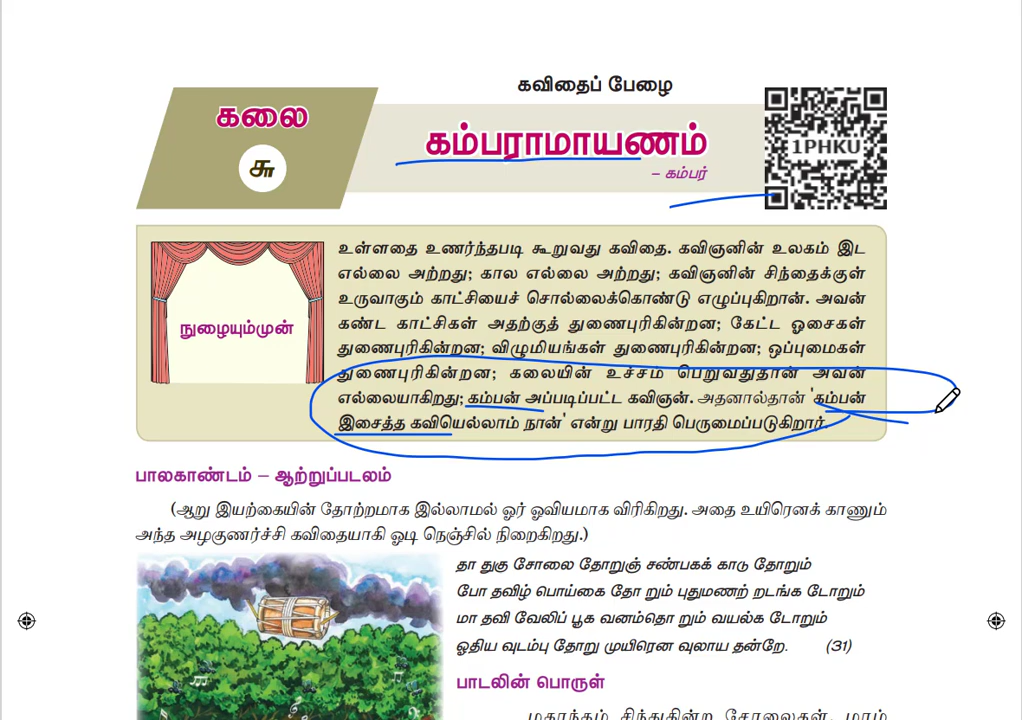 கவிதைப் பேழை
கலை
௬
கம்பராமாயணம்
– கம்பர்
1PHKU
நுழையும்முன்
உள்ளதை உணர்ந்தபடி கூறுவது கவிதை. கவிஞனின் உலகம் இட
எல்லை அற்றது; கால எல்லை அற்றது; கவிஞனின் சிந்தைக்குள்
உருவாகும் காட்சியைச் சொல்லைக்கொண்டு எழுப்புகிறான். அவன்
கண்ட காட்சிகள் அதற்குத் துணைபுரிகின்றன; கேட்ட ஓசைகள்
துணைபுரிகின்றன; விழுமியங்கள் துணைபுரிகின்றன; ஒப்புமைகள்
துணைபுரிகின்றன; கலையின் உச்சம் பெறுவதுதான் அவன்
எல்லையாகிறது; கம்பன் அப்படிப்பட்ட கவிஞன். அதனால்தான் 'கம்பன்
இசைத்த கவியெல்லாம் நான்' என்று பாரதி பெருமைப்படுகிறார்.
பாலகாண்டம் – ஆற்றுப்படலம்
(ஆறு இயற்கையின் தோற்றமாக இல்லாமல் ஓர் ஓவியமாக விரிகிறது. அதை உயிரெனக் காணும்
அந்த அழகுணர்ச்சி கவிதையாகி ஓடி நெஞ்சில் நிறைகிறது.)
தா துகு சோலை தோறுஞ் சண்பகக் காடு தோறும்
போ தவிழ் பொய்கை தோ றும் புதுமணற் றடங்க டோறும்
மா தவி வேலிப் பூக வனம்தொ றும் வயல்க டோறும்
ஓதிய வுடம்பு தோறு முயிரென வுலாய தன்றே. (31)
பாடலின் பொருள்
மகரந்தம் சிந்துகின்ற சோலைகள், மரம்